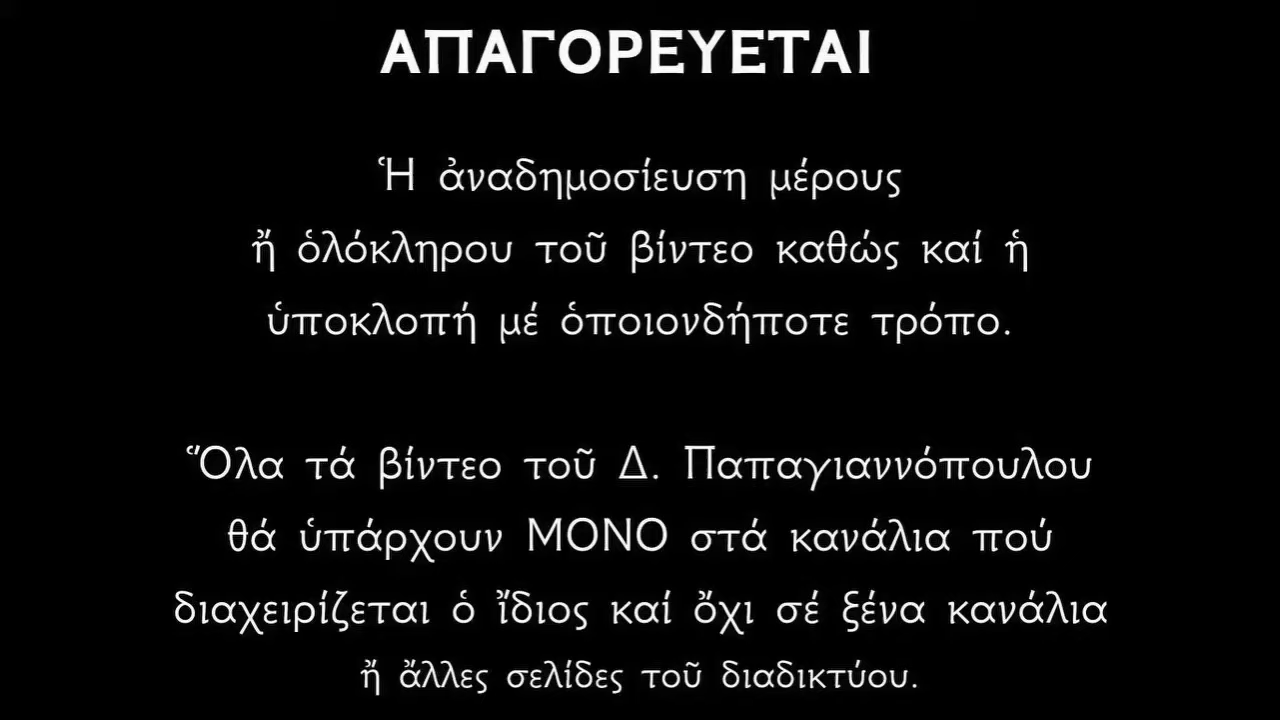 ΑΠΑΓΟΡΕΥΕΤΑΙ
Ἡ ἀναδημοσίευση μέρους
ἤ ὁλόκληρου τοῦ βίντεο καθώς καί ἡ
ὑποκλοπή μέ ὁποιονδήποτε τρόπο.
Ὅλα τά βίντεο τοῦ Δ. Παπαγιαννόπουλου
θά ὑπάρχουν ΜΟΝΟ στά κανάλια πού
διαχειρίζεται ὁ ἴδιος καί ὄχι σέ ξένα κανάλια
ἤ ἄλλες σελίδες τοῦ διαδικτύου.